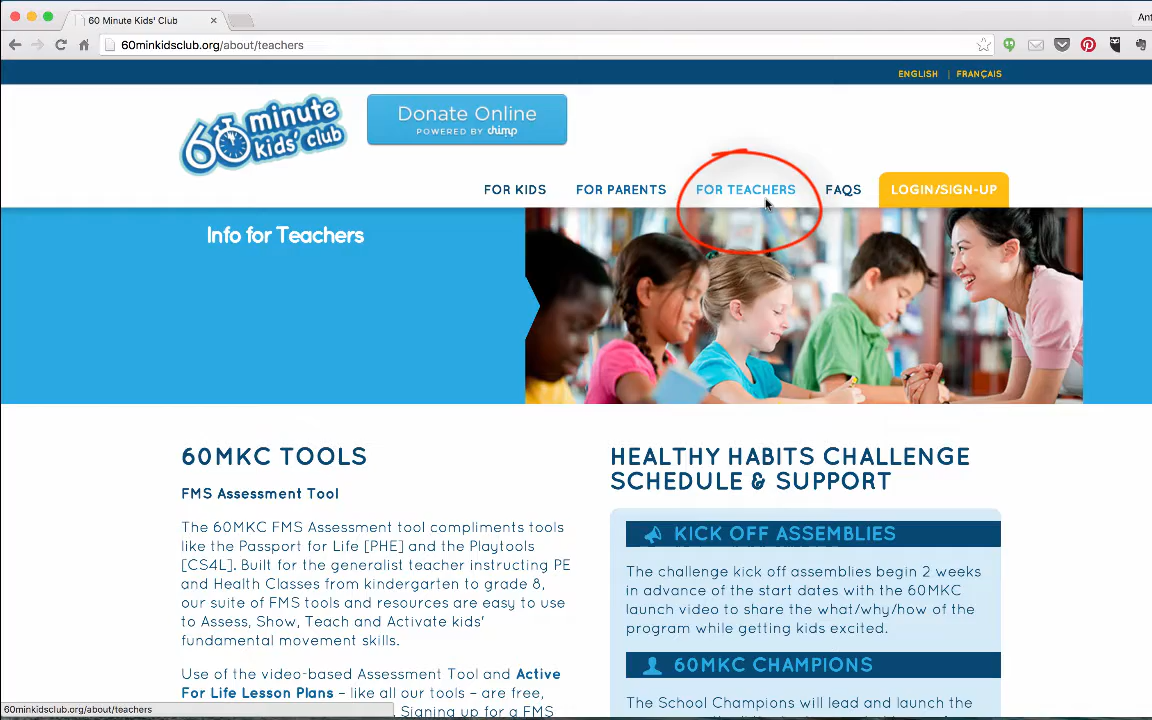 60 Minute Kids' Club
Ant
60minkidsclub.org/about/teachers
ENGLISH | FRANÇAIS
60 minute kids' club
Donate Online
POWERED BY chimp
FOR KIDS FOR PARENTS FOR TEACHERS FAQS LOGIN/SIGN-UP
Info for Teachers
60MKC TOOLS
FMS Assessment Tool
The 60MKC FMS Assessment tool compliments tools
like the Passport for Life [PHE] and the Playtools
[CS4L]. Built for the generalist teacher instructing PE
and Health Classes from kindergarten to grade 8,
our suite of FMS tools and resources are easy to use
to Assess, Show, Teach and Activate kids'
fundamental movement skills.
Use of the video-based Assessment Tool and Active
For Life Lesson Plans – like all our tools – are free,
Signing up for a FMS
HEALTHY HABITS CHALLENGE
SCHEDULE & SUPPORT
KICK OFF ASSEMBLIES
The challenge kick off assemblies begin 2 weeks
in advance of the start dates with the 60MKC
launch video to share the what/why/how of the
program while getting kids excited.
60MKC CHAMPIONS
The School Champions will lead and launch the
60minkidsclub.org/about/teachers